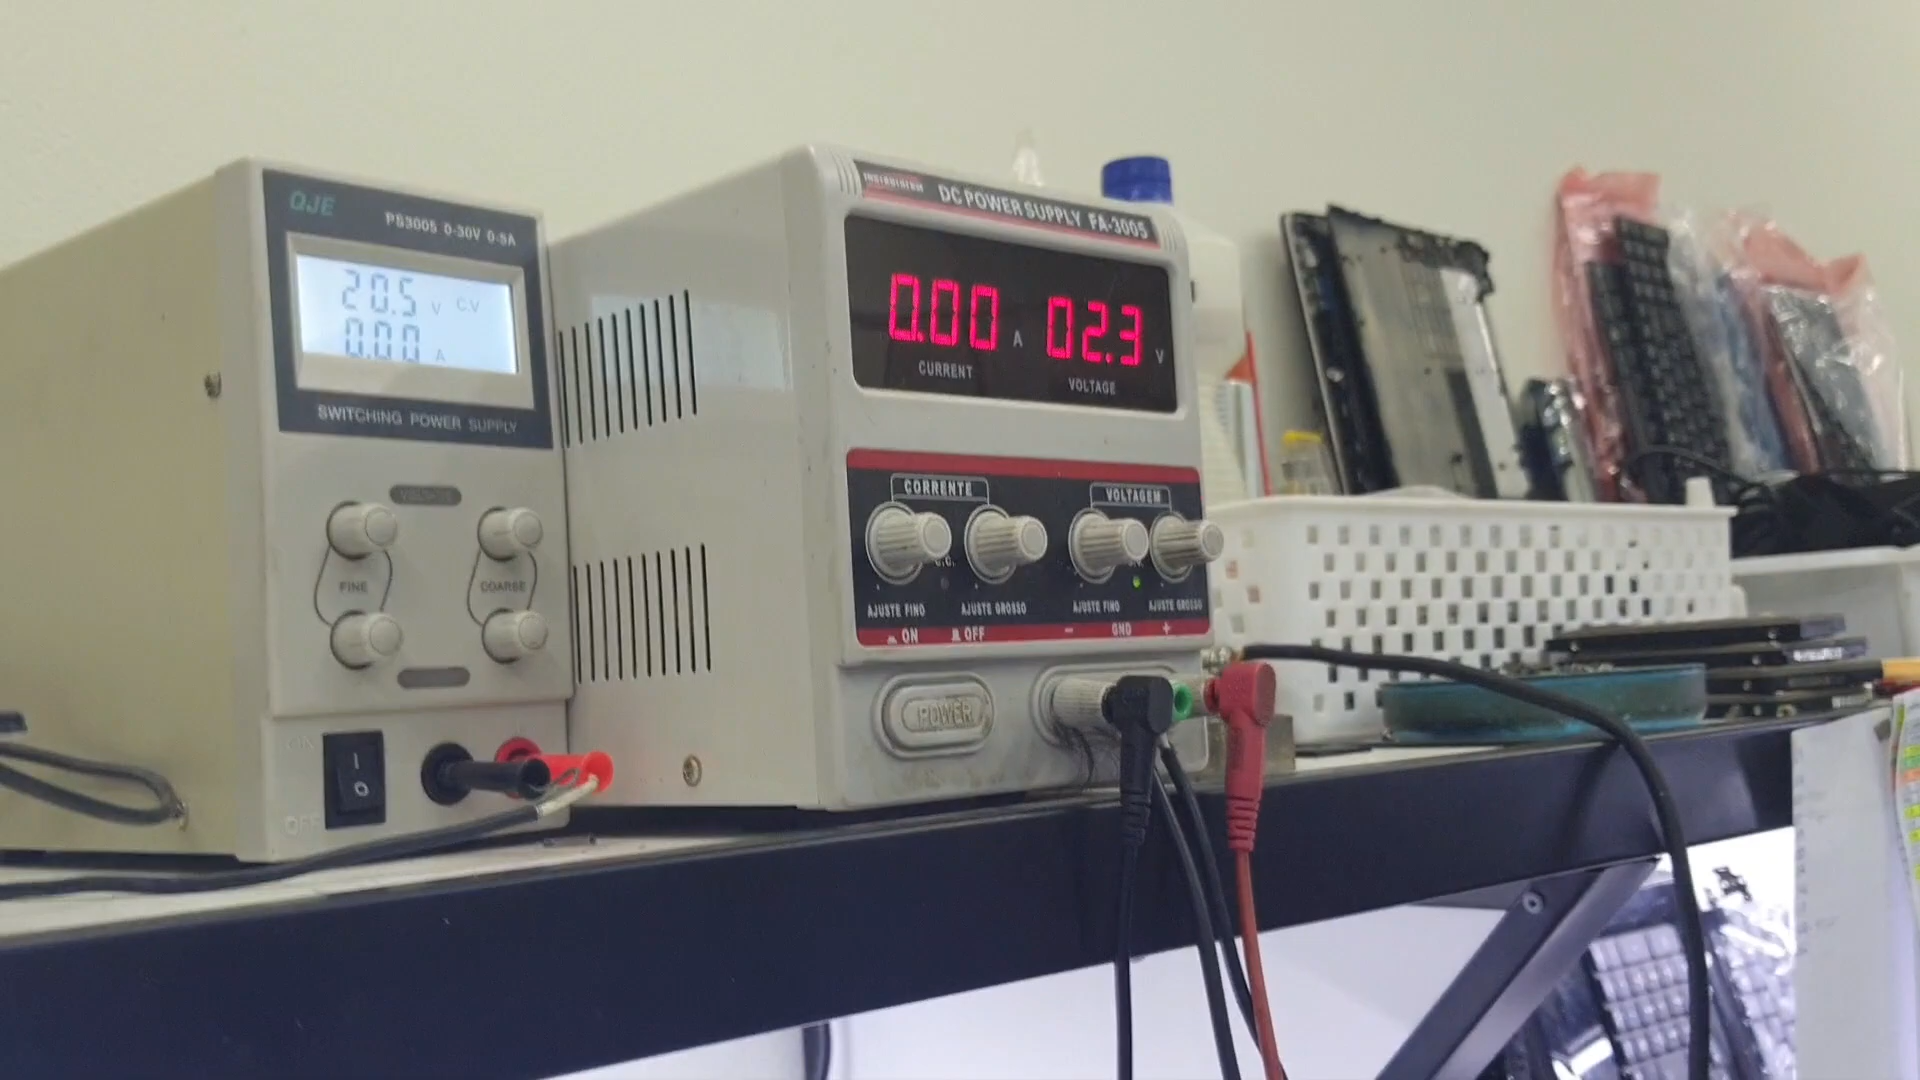 QJE
PS3005 0-30V 0-5A
20.5 V C.V
0.00 A
SWITCHING POWER SUPPLY
FINE
COARSE
ON
I
O
OFF
DC POWER SUPPLY FA-3005
0.00 A 02.3 V
CURRENT VOLTAGE
CORRENTE VOLTAGEM
C.C.
AJUSTE FINO AJUSTE GROSSO AJUSTE FINO AJUSTE GROSSO
ON OFF - GND +
POWER